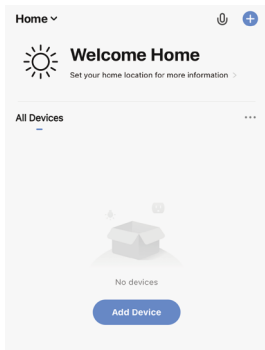 Home
Welcome Home
Set your home location for more information
All Devices
No devices
Add Device